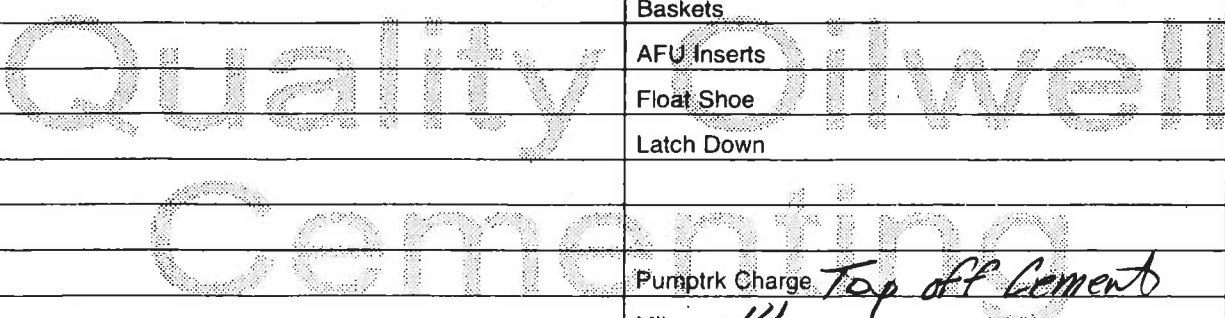 Baskets
Quality Oilwell
AFU Inserts
Float Shoe
Latch Down
Cementing
Pumptrk Charge Top off Cement